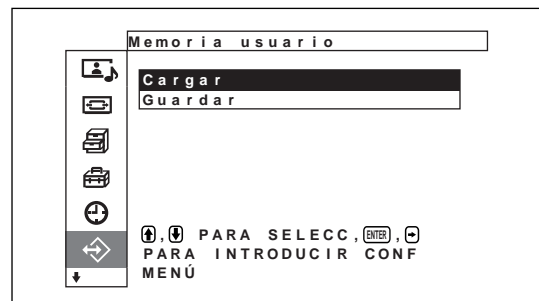 Memoria usuario
Cargar
Guardar
↑,↓ PARA SELECC,ENTER,→
PARA INTRODUCIR CONF
MENÚ